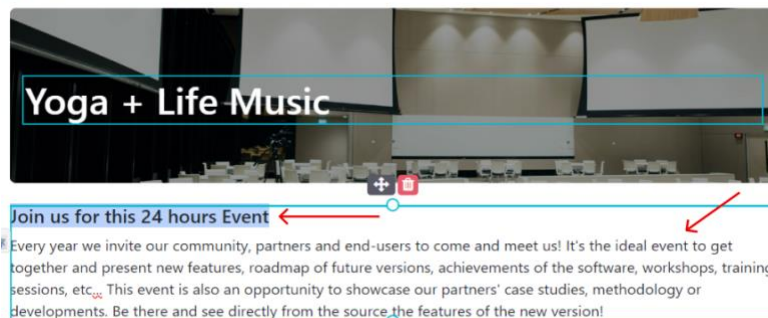 Yoga + Life Music
Join us for this 24 hours Event
Every year we invite our community, partners and end-users to come and meet us! It's the ideal event to get
together and present new features, roadmap of future versions, achievements of the software, workshops, training
sessions, etc... This event is also an opportunity to showcase our partners' case studies, methodology or
developments. Be there and see directly from the source the features of the new version!